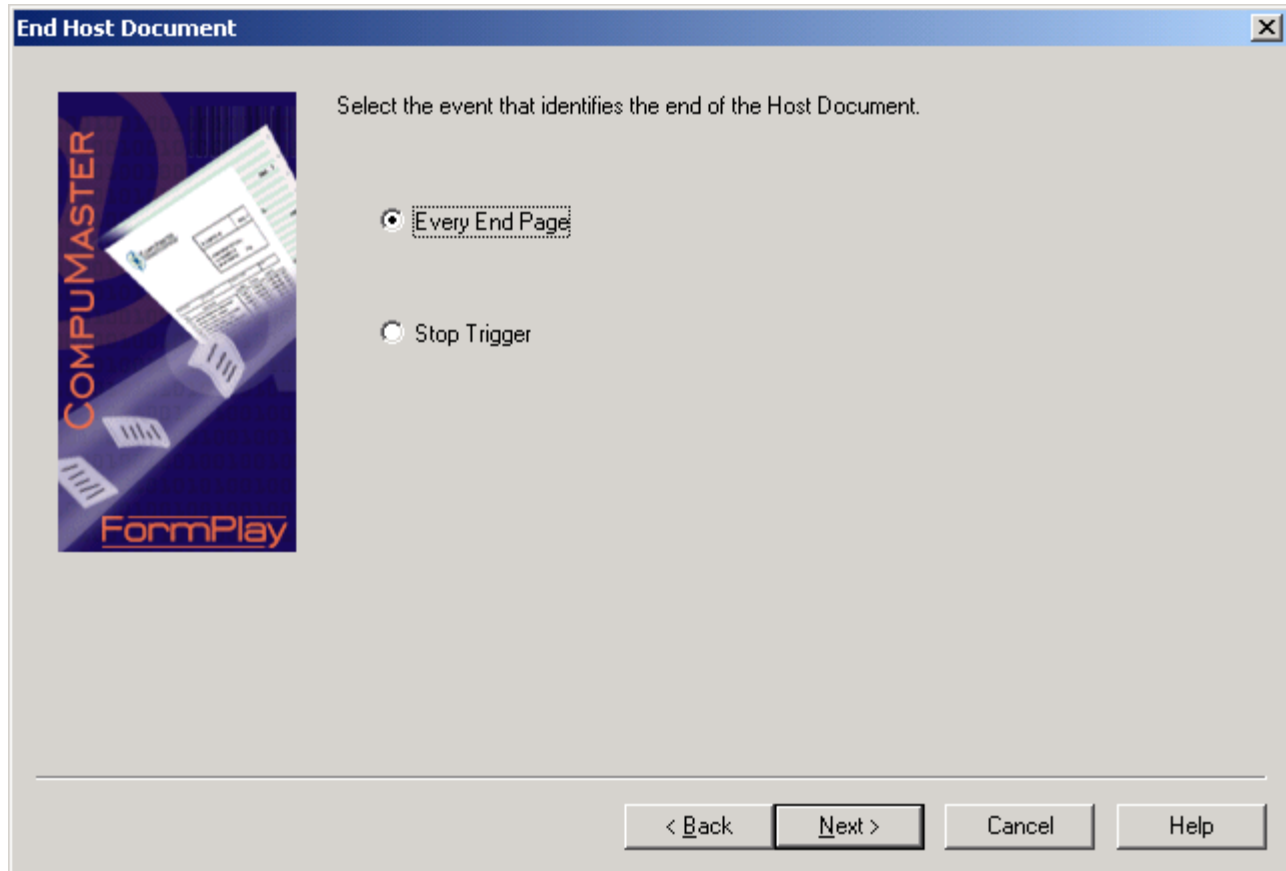 End Host Document
COMPUMASTER
FormPlay
Select the event that identifies the end of the Host Document.
Every End Page
Stop Trigger
< Back
Next >
Cancel
Help